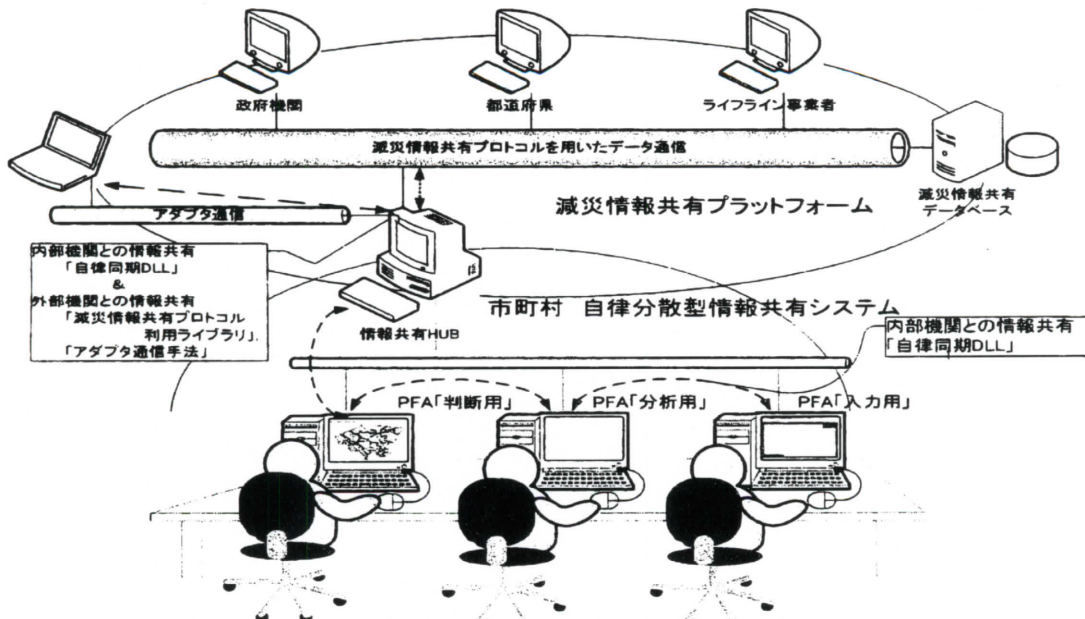 政府機関
都道府県
ライフライン事業者
減災情報共有プロトコルを用いたデータ通信
減災情報共有
データベース
減災情報共有プラットフォーム
アダプタ通信
内部機関との情報共有
「自律同期DLL」
&
外部機関との情報共有
「減災情報共有プロトコル
利用ライブラリ」,
「アダプタ通信手法」
情報共有HUB
市町村 自律分散型情報共有システム
内部機関との情報共有
「自律同期DLL」
PFA「判断用」
PFA「分析用」
PFA「入力用」